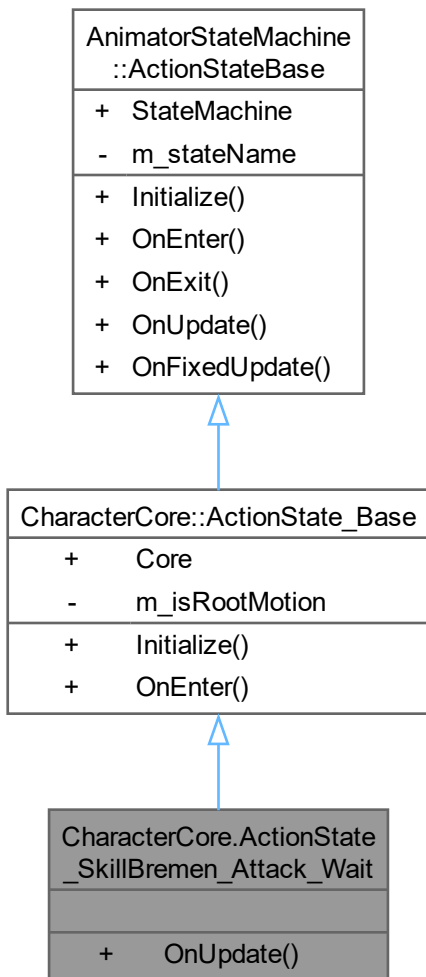 AnimatorStateMachine
::ActionStateBase
+ StateMachine
- m_stateName
+ Initialize()
+ OnEnter()
+ OnExit()
+ OnUpdate()
+ OnFixedUpdate()
CharacterCore::ActionState_Base
+ Core
- m_isRootMotion
+ Initialize()
+ OnEnter()
CharacterCore.ActionState
_SkillBremen_Attack_Wait
+ OnUpdate()